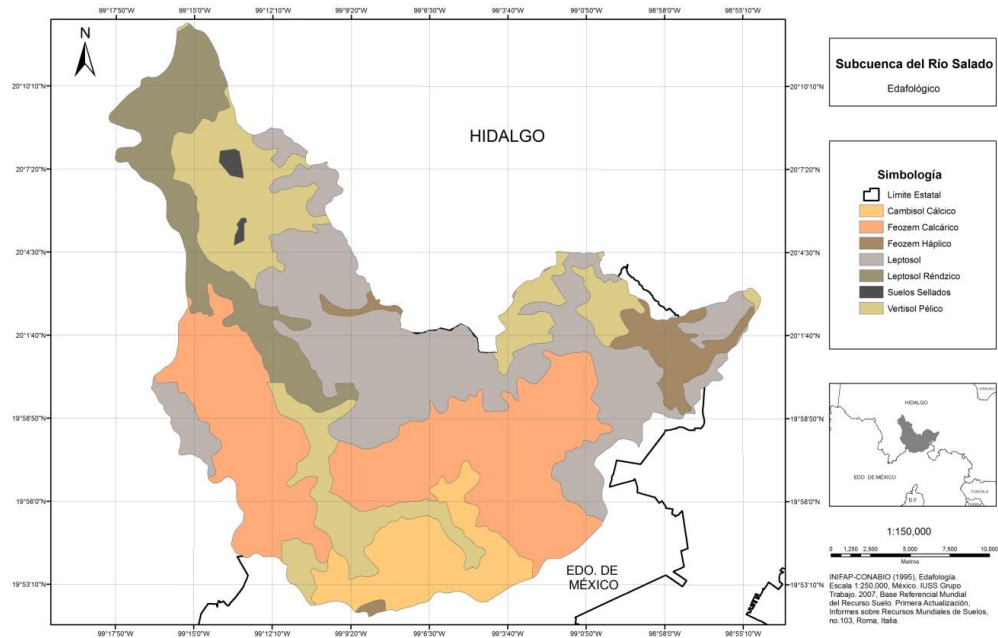 99°17'50"O 99°15'0"O 99°12'10"O 99°9'20"O 99°6'30"O 99°3'40"O 99°0'50"O 98°58'0"O 98°55'10"O
N
20°10'10"N 20°10'10"N
HIDALGO
20°7'20"N 20°7'20"N
20°4'30"N 20°4'30"N
20°1'40"N 20°1'40"N
19°58'50"N 19°58'50"N
19°56'0"N 19°56'0"N
19°53'10"N 19°53'10"N
EDO. DE
MÉXICO
99°17'50"O 99°15'0"O 99°12'10"O 99°9'20"O 99°6'30"O 99°3'40"O 99°0'50"O 98°58'0"O 98°55'10"O
Subcuenca del Río Salado
Edafológico
Simbología
Límite Estatal
Cambisol Cálcico
Feozem Calcárico
Feozem Háplico
Leptosol
Leptosol Réndzico
Suelos Sellados
Vertisol Pélico
HIDALGO
EDO. DE MÉXICO
TLAXCALA
D.F.
1:150,000
0 1,250 2,500 5,000 7,500 10,000
Metros
INIFAP-CONABIO (1995), Edafología.
Escala 1:250,000, México. IUSS Grupo
Trabajo. 2007, Base Referencial Mundial
del Recurso Suelo. Primera Actualización,
Informes sobre Recursos Mundiales de Suelos,
no.103, Roma, Italia.